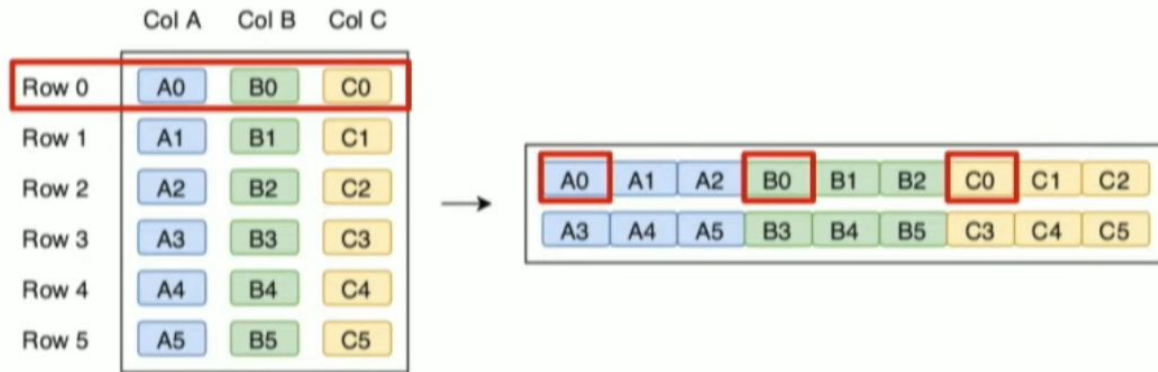 Col A Col B Col C
Row 0 A0 B0 C0
Row 1 A1 B1 C1
Row 2 A2 B2 C2
Row 3 A3 B3 C3
Row 4 A4 B4 C4
Row 5 A5 B5 C5
A0 A1 A2 B0 B1 B2 C0 C1 C2
A3 A4 A5 B3 B4 B5 C3 C4 C5